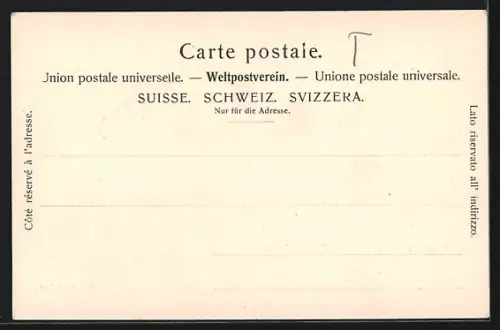 Carte postale.
Union postale universelle. — Weltpostverein. — Unione postale universale.
SUISSE. SCHWEIZ. SVIZZERA.
Nur für die Adresse.
Côté réservé à l'adresse.
Lato riservato all' indirizzo.
T